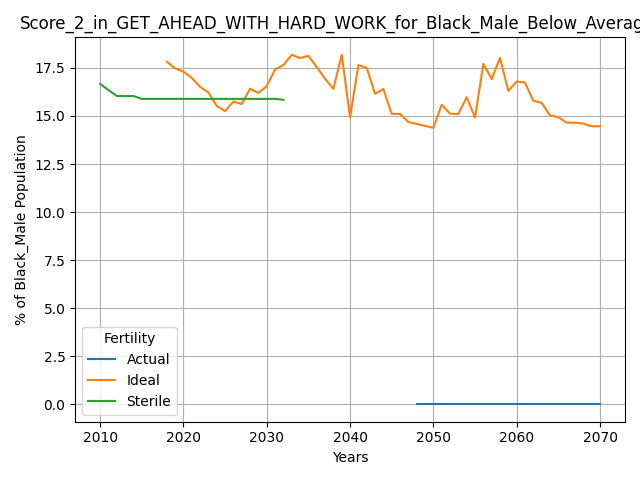 Score_2_in_GET_AHEAD_WITH_HARD_WORK_for_Black_Male_Below_Averag
17.5
15.0
12.5
10.0
7.5
5.0
2.5
0.0
% of Black_Male Population
Fertility
Actual
Ideal
Sterile
2010 2020 2030 2040 2050 2060 2070
Years